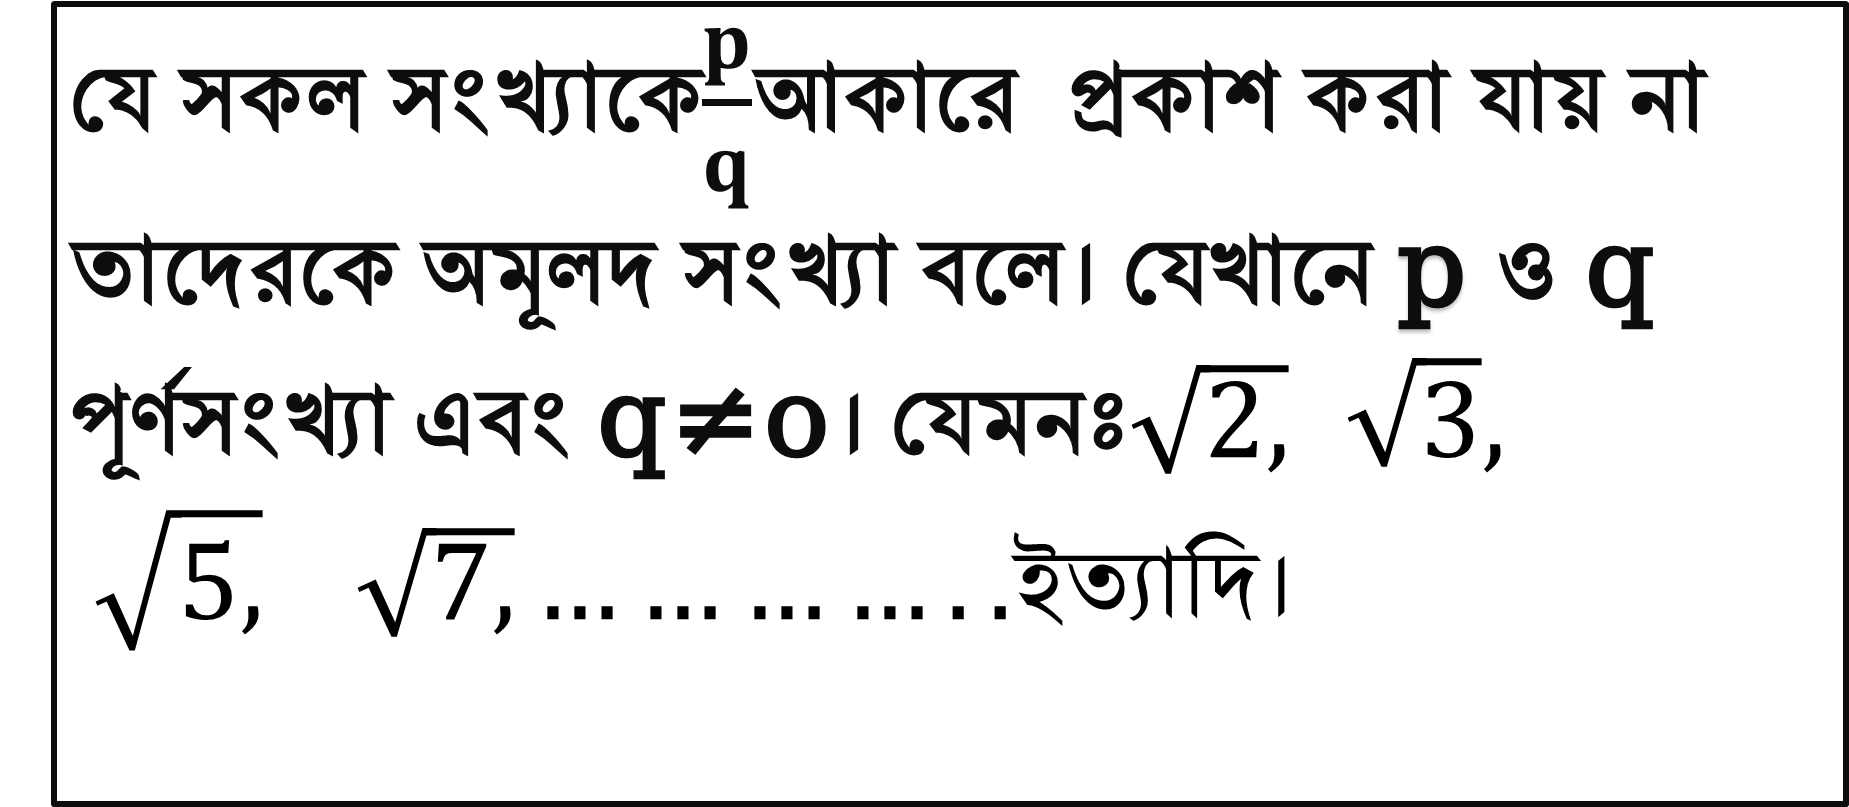 যে সকল সংখ্যাকে p/q আকারে প্রকাশ করা যায় না
তাদেরকে অমূলদ সংখ্যা বলে। যেখানে p ও q
পূর্ণসংখ্যা এবং q≠o। যেমনঃ √2, √3,
√5, √7, … … … … . . ইত্যাদি।